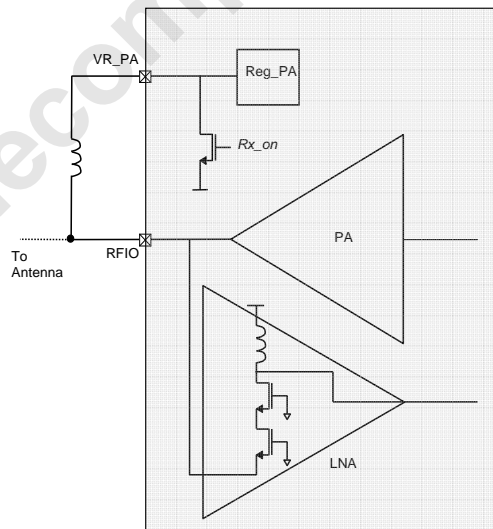 VR_PA
Reg_PA
Rx_on
PA
To
Antenna
RFIO
LNA